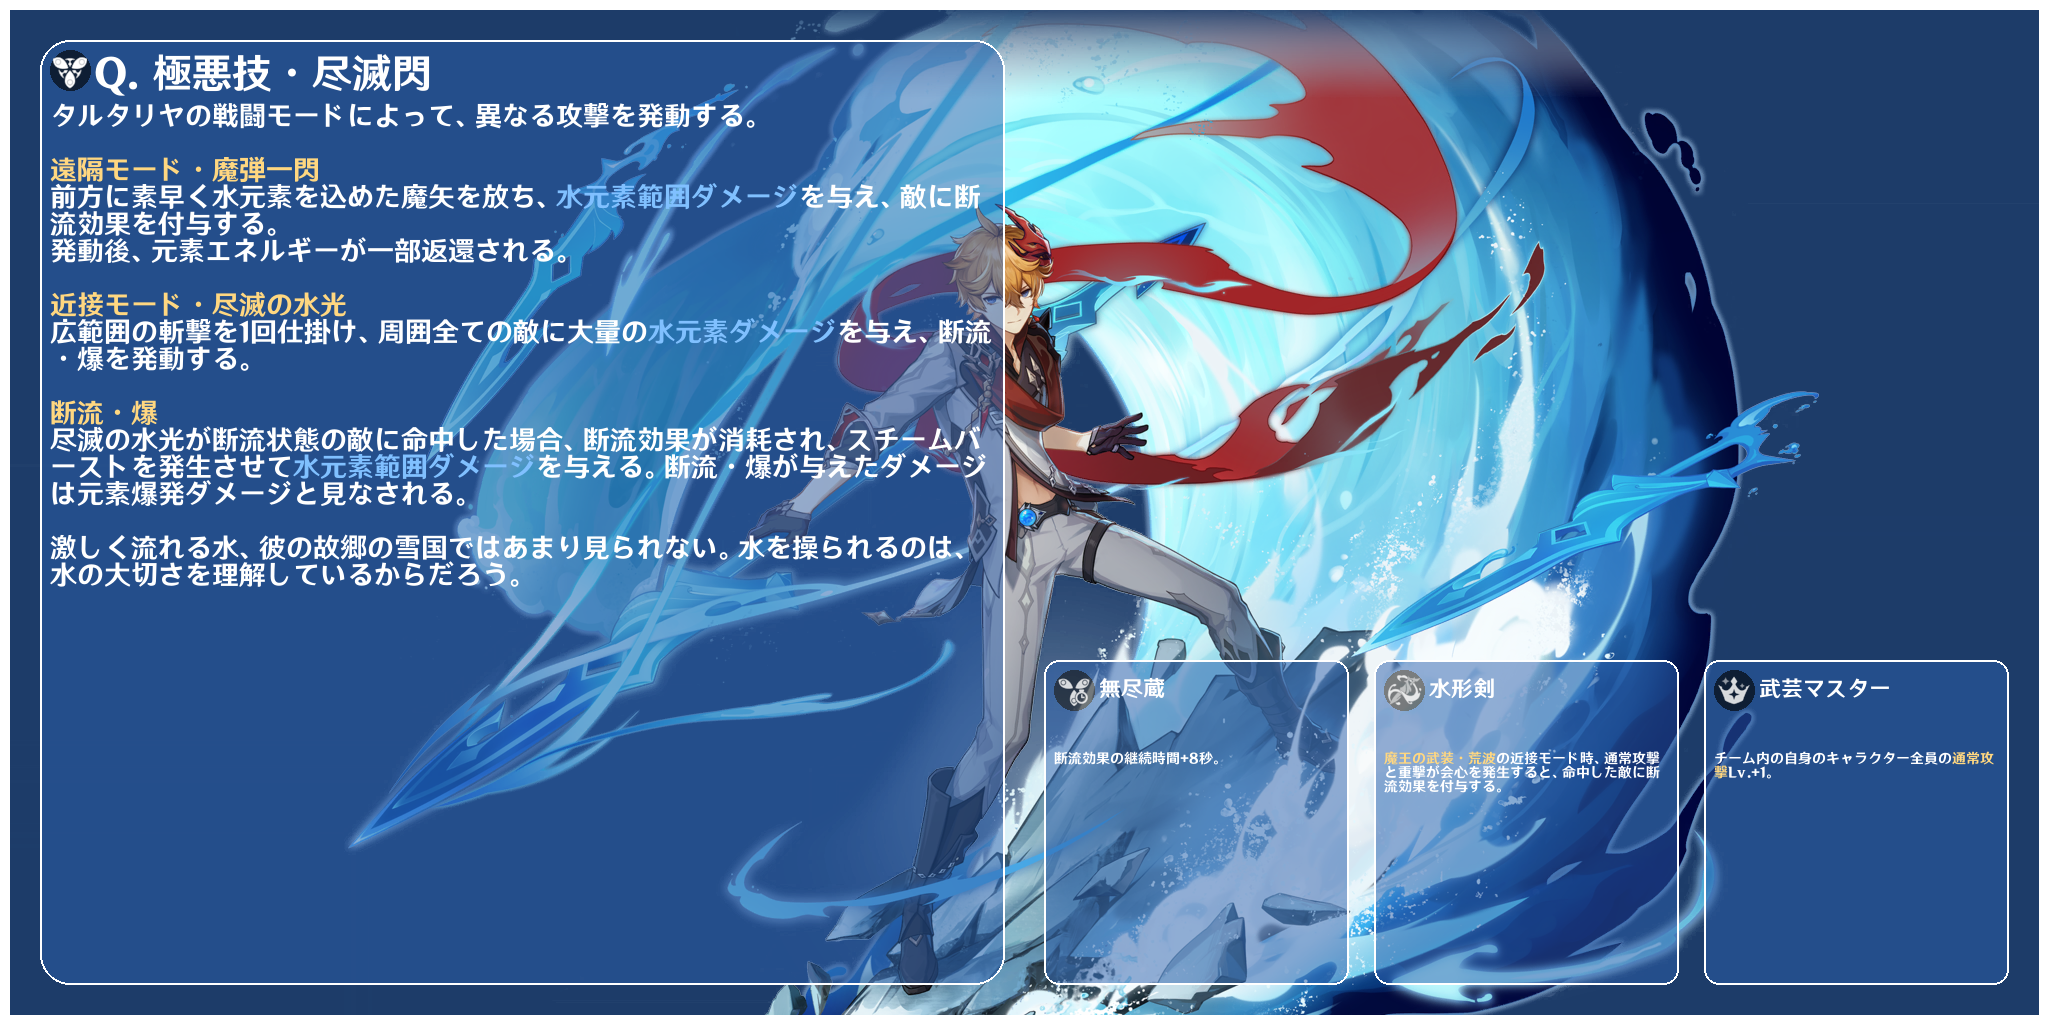 Q. 極悪技・尽滅閃
タルタリヤの戦闘モードによって、異なる攻撃を発動する。
遠隔モード・魔弾一閃
前方に素早く水元素を込めた魔矢を放ち、水元素範囲ダメージを与え、敵に断
流効果を付与する。
発動後、元素エネルギーが一部返還される。
近接モード・尽滅の水光
広範囲の斬撃を1回仕掛け、周囲全ての敵に大量の水元素ダメージを与え、断流
・爆を発動する。
断流・爆
尽滅の水光が断流状態の敵に命中した場合、断流効果が消耗され、スチームバ
ーストを発生させて水元素範囲ダメージを与える。断流・爆が与えたダメージ
は元素爆発ダメージと見なされる。
激しく流れる水、彼の故郷の雪国ではあまり見られない。水を操られるのは、
水の大切さを理解しているからだろう。
無尽蔵
断流効果の継続時間+8秒。
水形剣
魔王の武装・荒波の近接モード時、通常攻撃
と重撃が会心を発生すると、命中した敵に断
流効果を付与する。
武芸マスター
チーム内の自身のキャラクター全員の通常攻
撃Lv.+1。